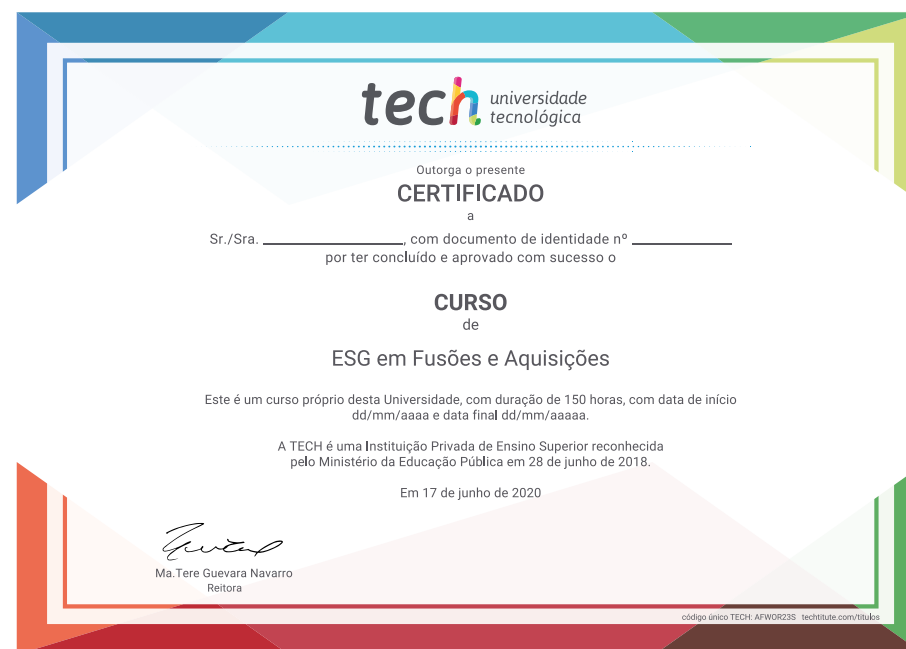 tech universidade
tecnológica
Outorga o presente
CERTIFICADO
a
Sr./Sra. ____________, com documento de identidade nº ____________
por ter concluído e aprovado com sucesso o
CURSO
de
ESG em Fusões e Aquisições
Este é um curso próprio desta Universidade, com duração de 150 horas, com data de início
dd/mm/aaaa e data final dd/mm/aaaaa.
A TECH é uma Instituição Privada de Ensino Superior reconhecida
pelo Ministério da Educação Pública em 28 de junho de 2018.
Em 17 de junho de 2020
Ma.Tere Guevara Navarro
Reitora
código único TECH: AFWOR23S techtitute.com/titulos